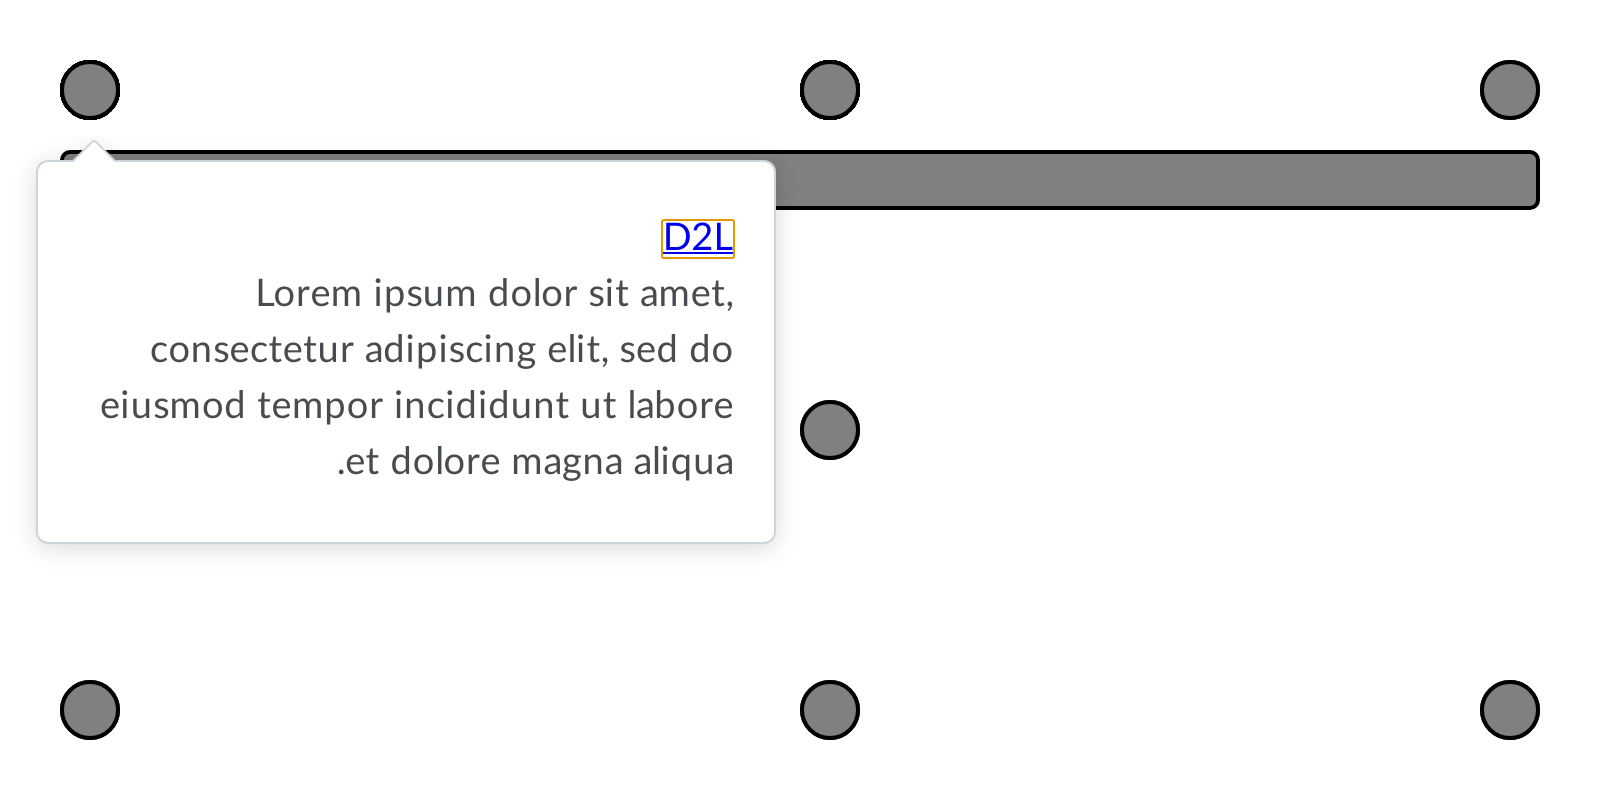 D2L
Lorem ipsum dolor sit amet,
consectetur adipiscing elit, sed do
eiusmod tempor incididunt ut labore
.et dolore magna aliqua